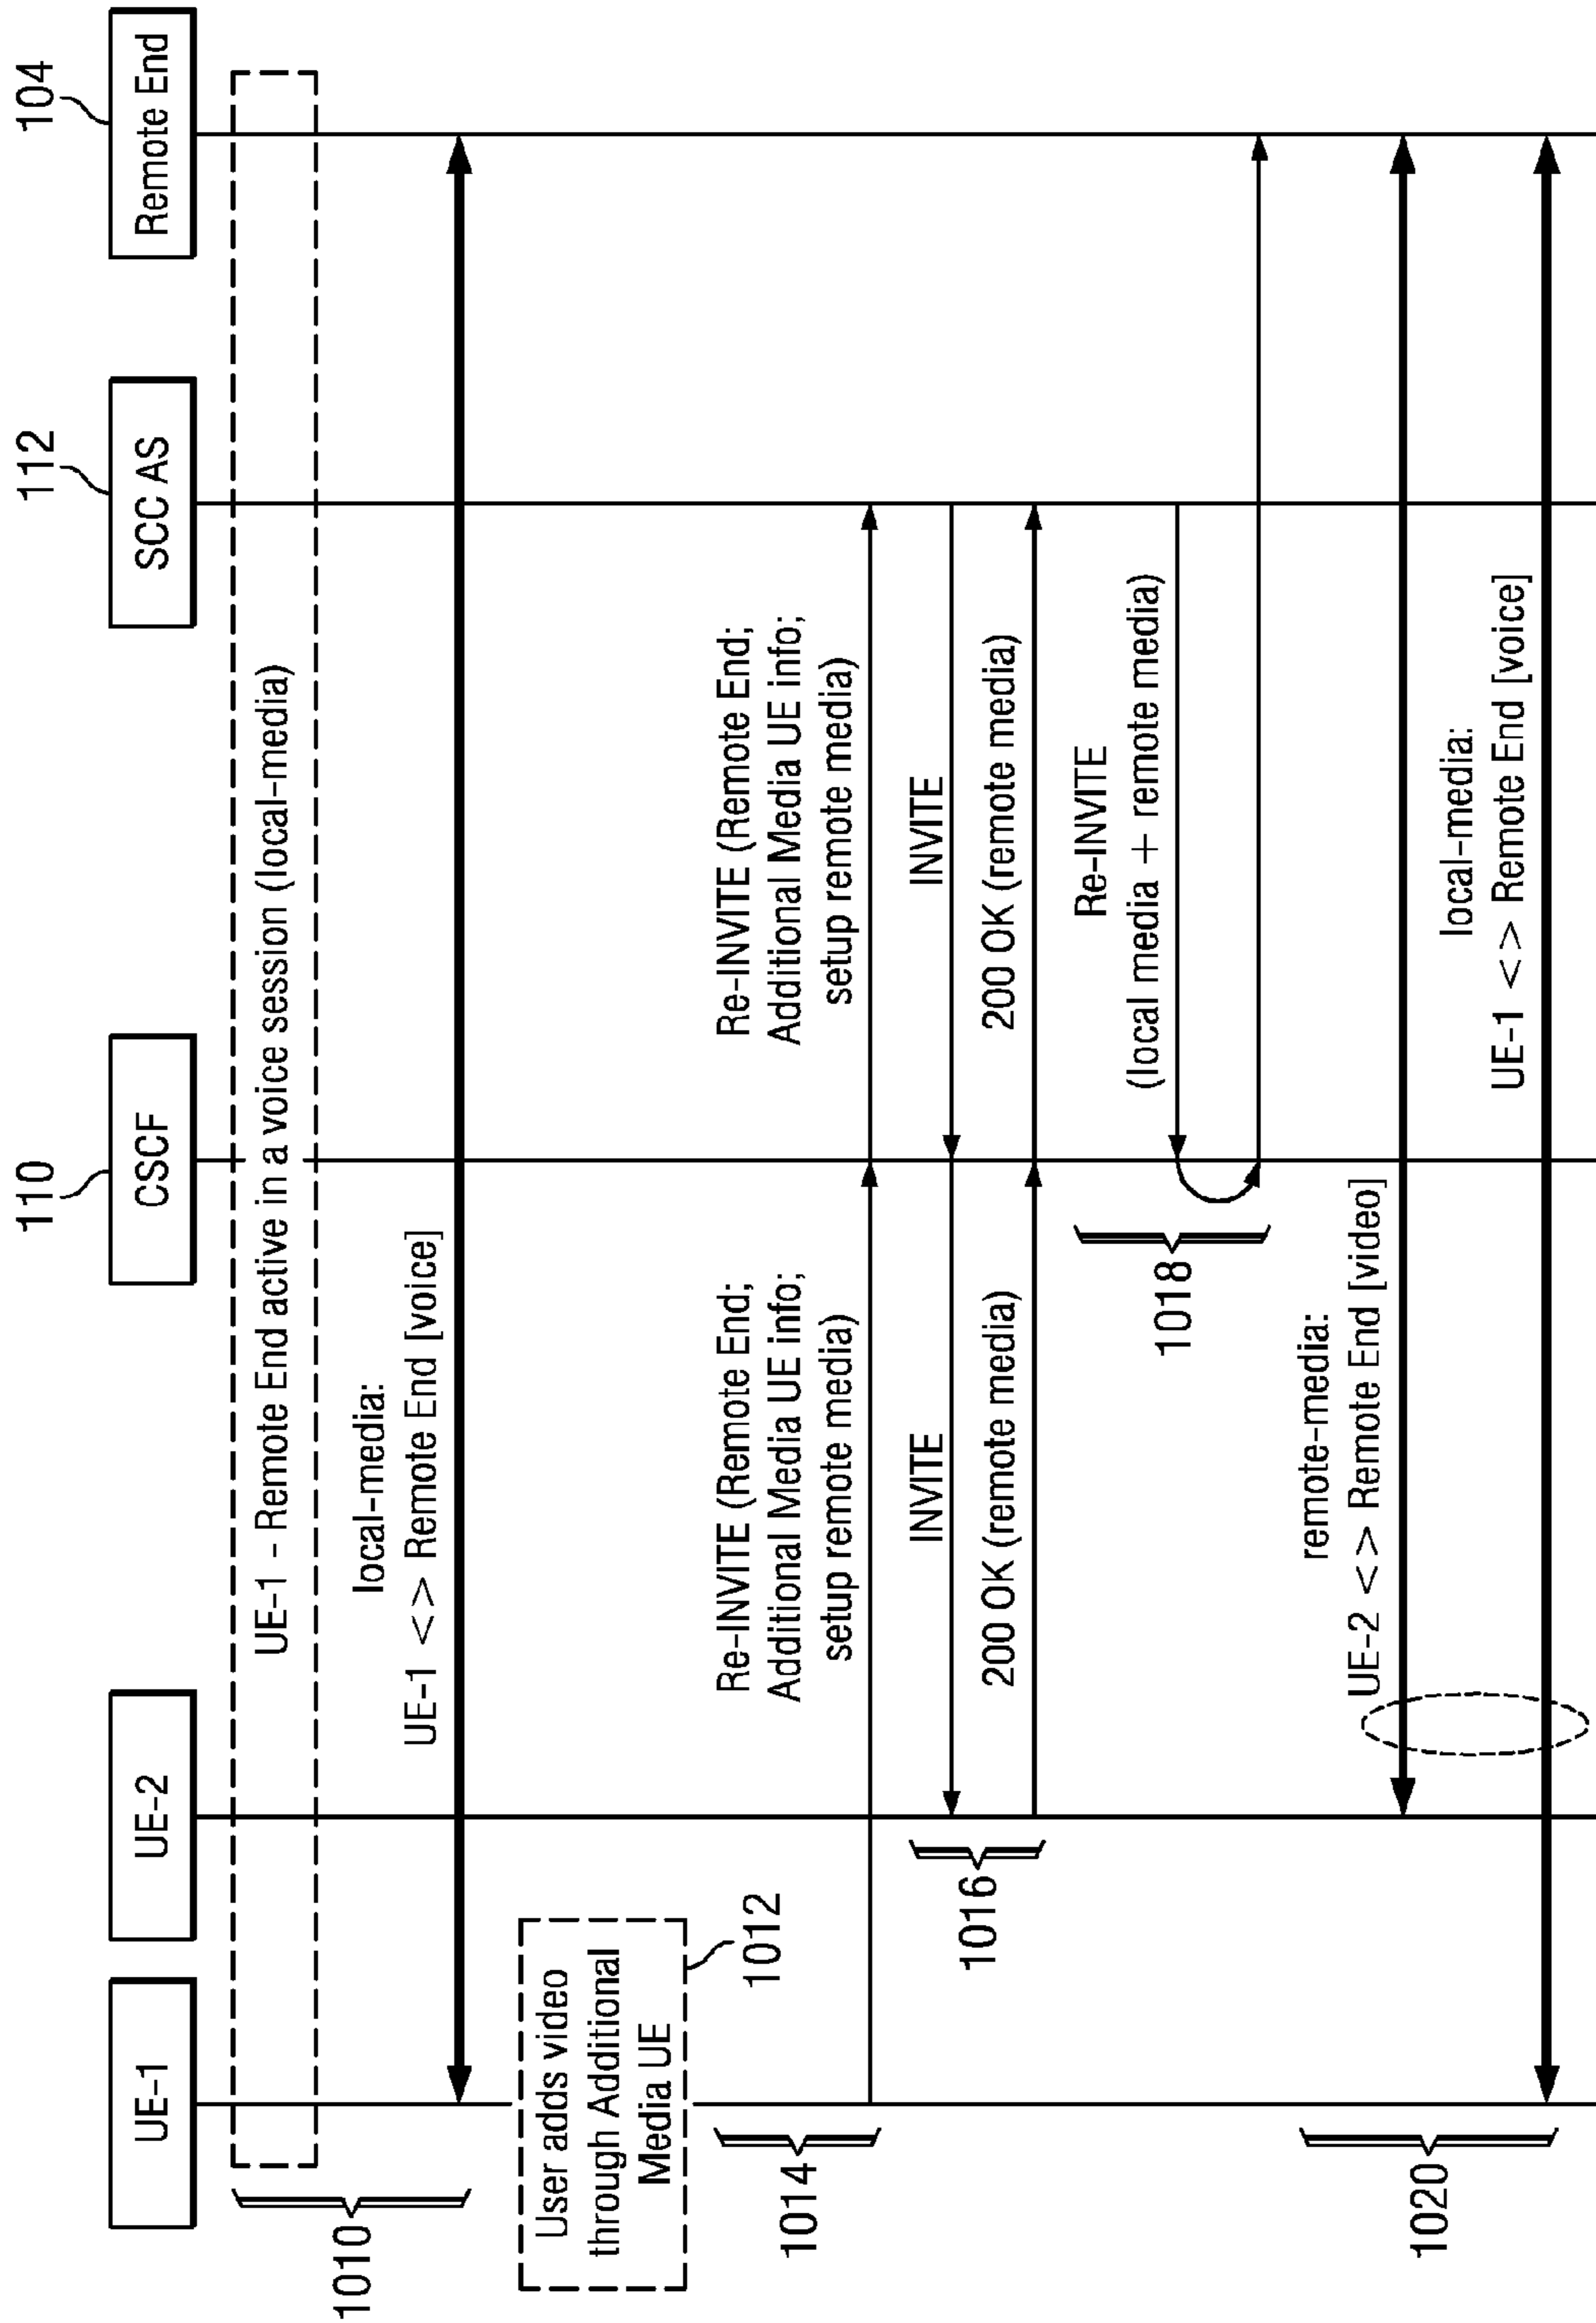 UE-1
UE-2
110
CSCF
112
SCC AS
104
Remote End
1010
UE-1 - Remote End active in a voice session (local-media)
local-media:
UE-1 <> Remote End [voice]
User adds video
through Additional
Media UE
1012
1014
Re-INVITE (Remote End;
Additional Media UE info;
setup remote media)
Re-INVITE (Remote End;
Additional Media UE info;
setup remote media)
1016
INVITE
INVITE
200 OK (remote media)
200 OK (remote media)
1018
Re-INVITE
(local media + remote media)
1020
remote-media:
UE-2 <> Remote End [video]
local-media:
UE-1 <> Remote End [voice]